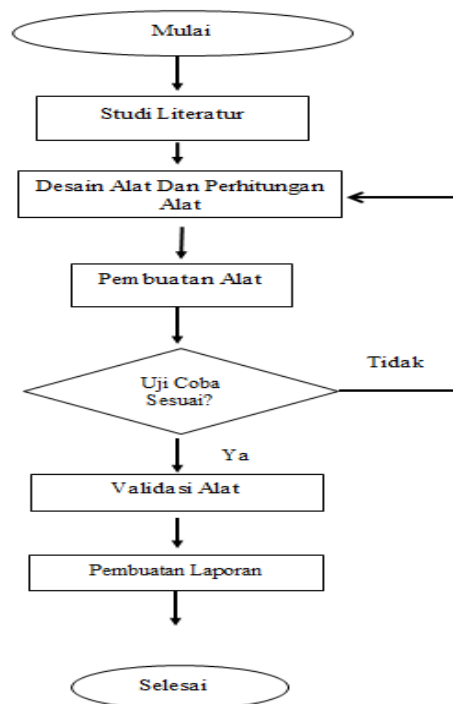 Mulai
Studi Literatur
Desain Alat Dan Perhitungan
Alat
Pembuatan Alat
Uji Coba
Sesuai?
Tidak
Ya
Validasi Alat
Pembuatan Laporan
Selesai